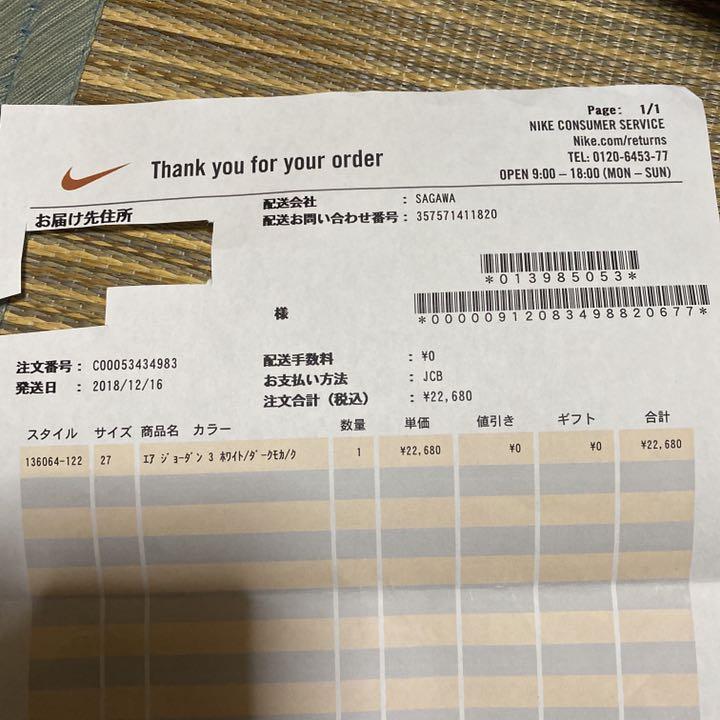 Page: 1/1
NIKE CONSUMER SERVICE
Nike.com/returns
TEL: 0120-6453-77
OPEN 9:00 – 18:00 (MON – SUN)
Thank you for your order
お届け先住所
配送会社 : SAGAWA
配送お問い合わせ番号 : 357571411820
*013985053*
様
*00000912083498820677*
注文番号 : C00053434983
発送日 : 2018/12/16
配送手数料 : ¥0
お支払い方法 : JCB
注文合計（税込） : ¥22,680
スタイル サイズ 商品名 カラー 数量 単価 値引き ギフト 合計
136064-122 27 ｴｱ ｼﾞｮｰﾀﾞﾝ 3 ﾎﾜｲﾄ/ﾀﾞｰｸﾓｶ/ｸ 1 ¥22,680 ¥0 ¥0 ¥22,680